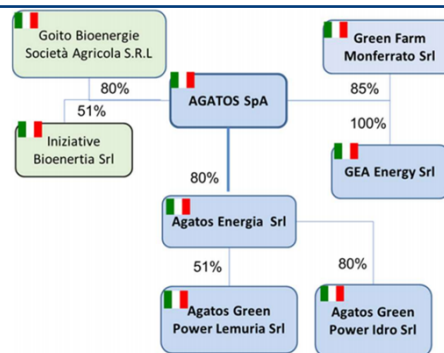 Goito Bioenergie
Società Agricola S.R.L
Green Farm
Monferrato Srl
80%
AGATOS SpA
85%
51%
Iniziative
Bioenertia Srl
100%
GEA Energy Srl
80%
Agatos Energia Srl
51%
80%
Agatos Green
Power Lemuria Srl
Agatos Green
Power Idro Srl